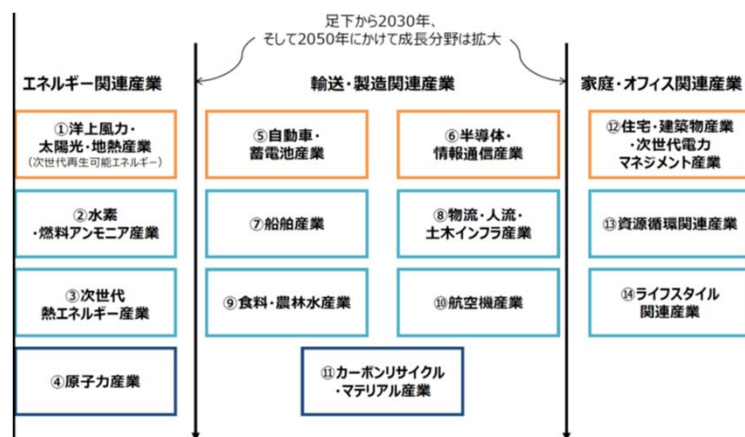 足下から2030年、
そして2050年にかけて成長分野は拡大
エネルギー関連産業
輸送・製造関連産業
家庭・オフィス関連産業
①洋上風力・
太陽光・地熱産業
(次世代再生可能エネルギー)
⑤自動車・
蓄電池産業
⑥半導体・
情報通信産業
⑫住宅・建築物産業
・次世代電力
マネジメント産業
②水素
・燃料アンモニア産業
⑦船舶産業
⑧物流・人流・
土木インフラ産業
⑬資源循環関連産業
③次世代
熱エネルギー産業
⑨食料・農林水産業
⑩航空機産業
⑭ライフスタイル
関連産業
④原子力産業
⑪カーボンリサイクル
・マテリアル産業